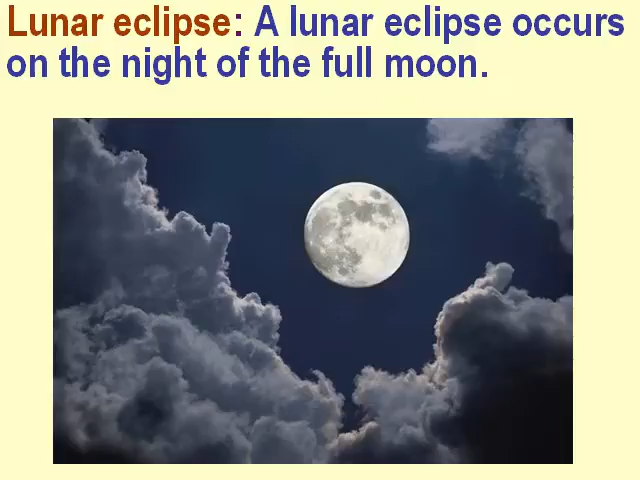 Lunar eclipse: A lunar eclipse occurs
on the night of the full moon.